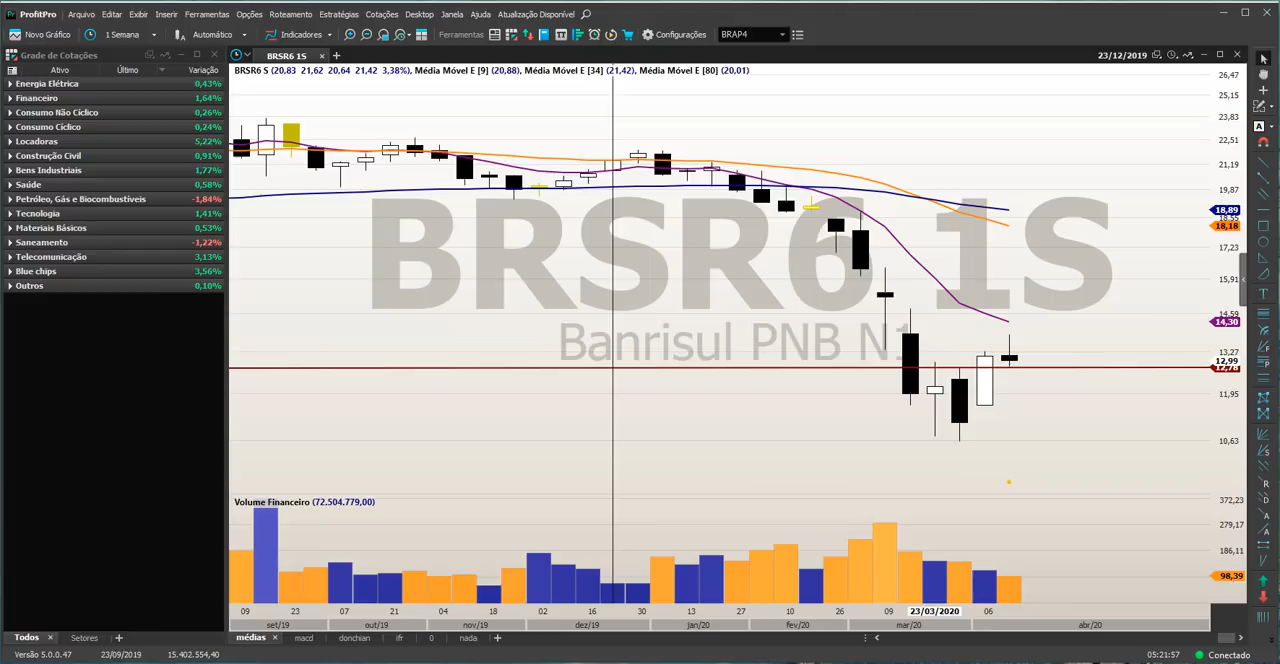 ProfitPro Arquivo Editar Exibir Inserir Ferramentas Opções Roteamento Estratégias Cotações Desktop Janela Ajuda Atualização Disponível
Novo Gráfico 1 Semana Automático Indicadores Ferramentas Configurações BRAP4
Grade de Cotações
BRSR6 1S
23/12/2019
Ativo Último Variação
Energia Elétrica 0,43%
Financeiro 1,64%
Consumo Não Cíclico 0,26%
Consumo Cíclico 0,24%
Locadoras 5,22%
Construção Civil 0,91%
Bens Industriais 1,77%
Saúde 0,58%
Petróleo, Gás e Biocombustíveis -1,84%
Tecnologia 1,41%
Materiais Básicos 0,53%
Saneamento -1,22%
Telecomunicação 3,13%
Blue chips 3,56%
Outros 0,10%
BRSR6 S (20,83 21,62 20,64 21,42 3,38%), Média Móvel E [9] (20,88), Média Móvel E [34] (21,42), Média Móvel E [80] (20,01)
BRSR6 1S
Banrisul PNB N1
26,47
25,15
23,83
22,51
21,19
19,87
18,89
18,55
18,18
17,23
15,91
14,59
14,30
13,27
12,99
12,78
11,95
10,63
Volume Financeiro (72.504.779,00)
372,23
279,17
186,11
98,39
09 23 07 21 04 18 02 16 30 13 27 10 26 09 23/03/2020 06
set/19 out/19 nov/19 dez/19 jan/20 fev/20 mar/20 abr/20
Todos Setores
médias macd donchian ifr 0 nada
Versão 5.0.0.47 23/09/2019 15.402.554,40
05:21:57 Conectado